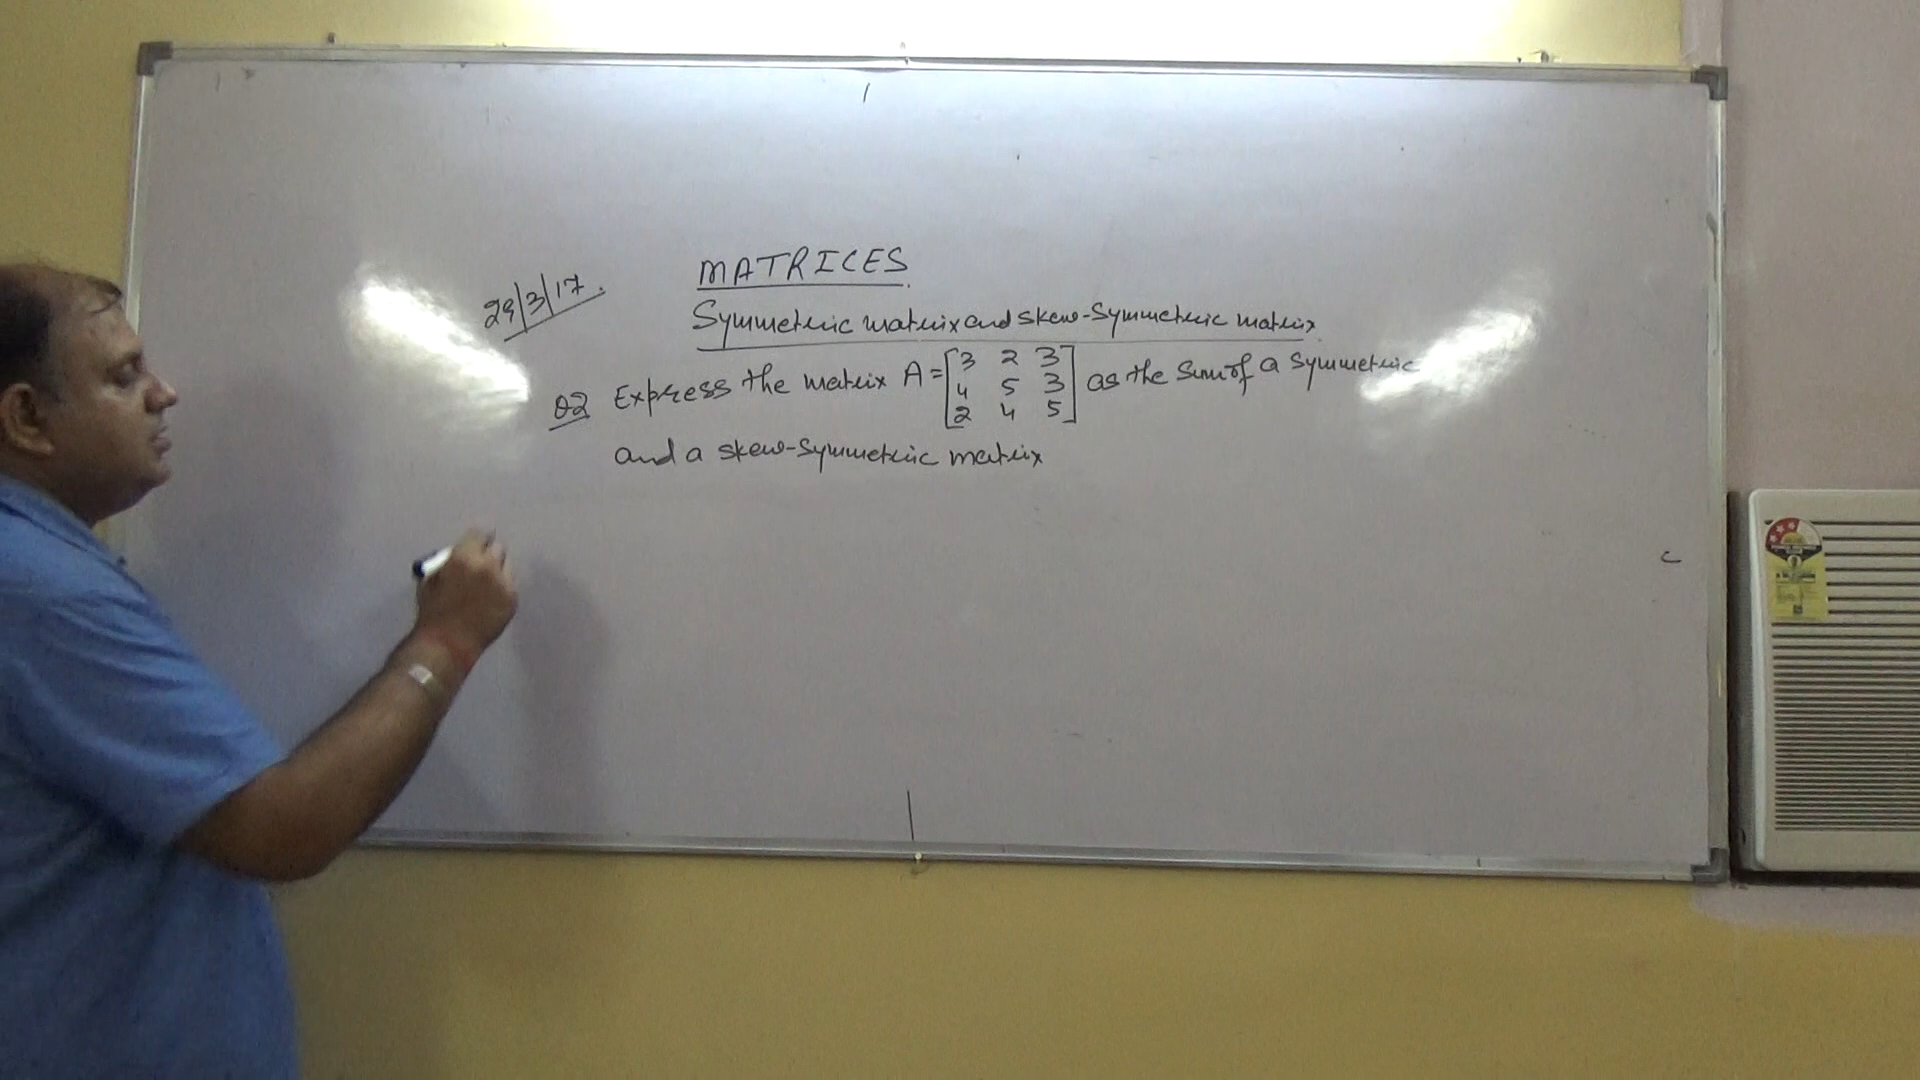 MATRICES
29/3/17.
Symmetric matrix and skew-Symmetric matrix.
Q2 Express the matrix A = [3 2 3
4 5 3
2 4 5] as the Sum of a Symmetric
and a skew-Symmetric matrix